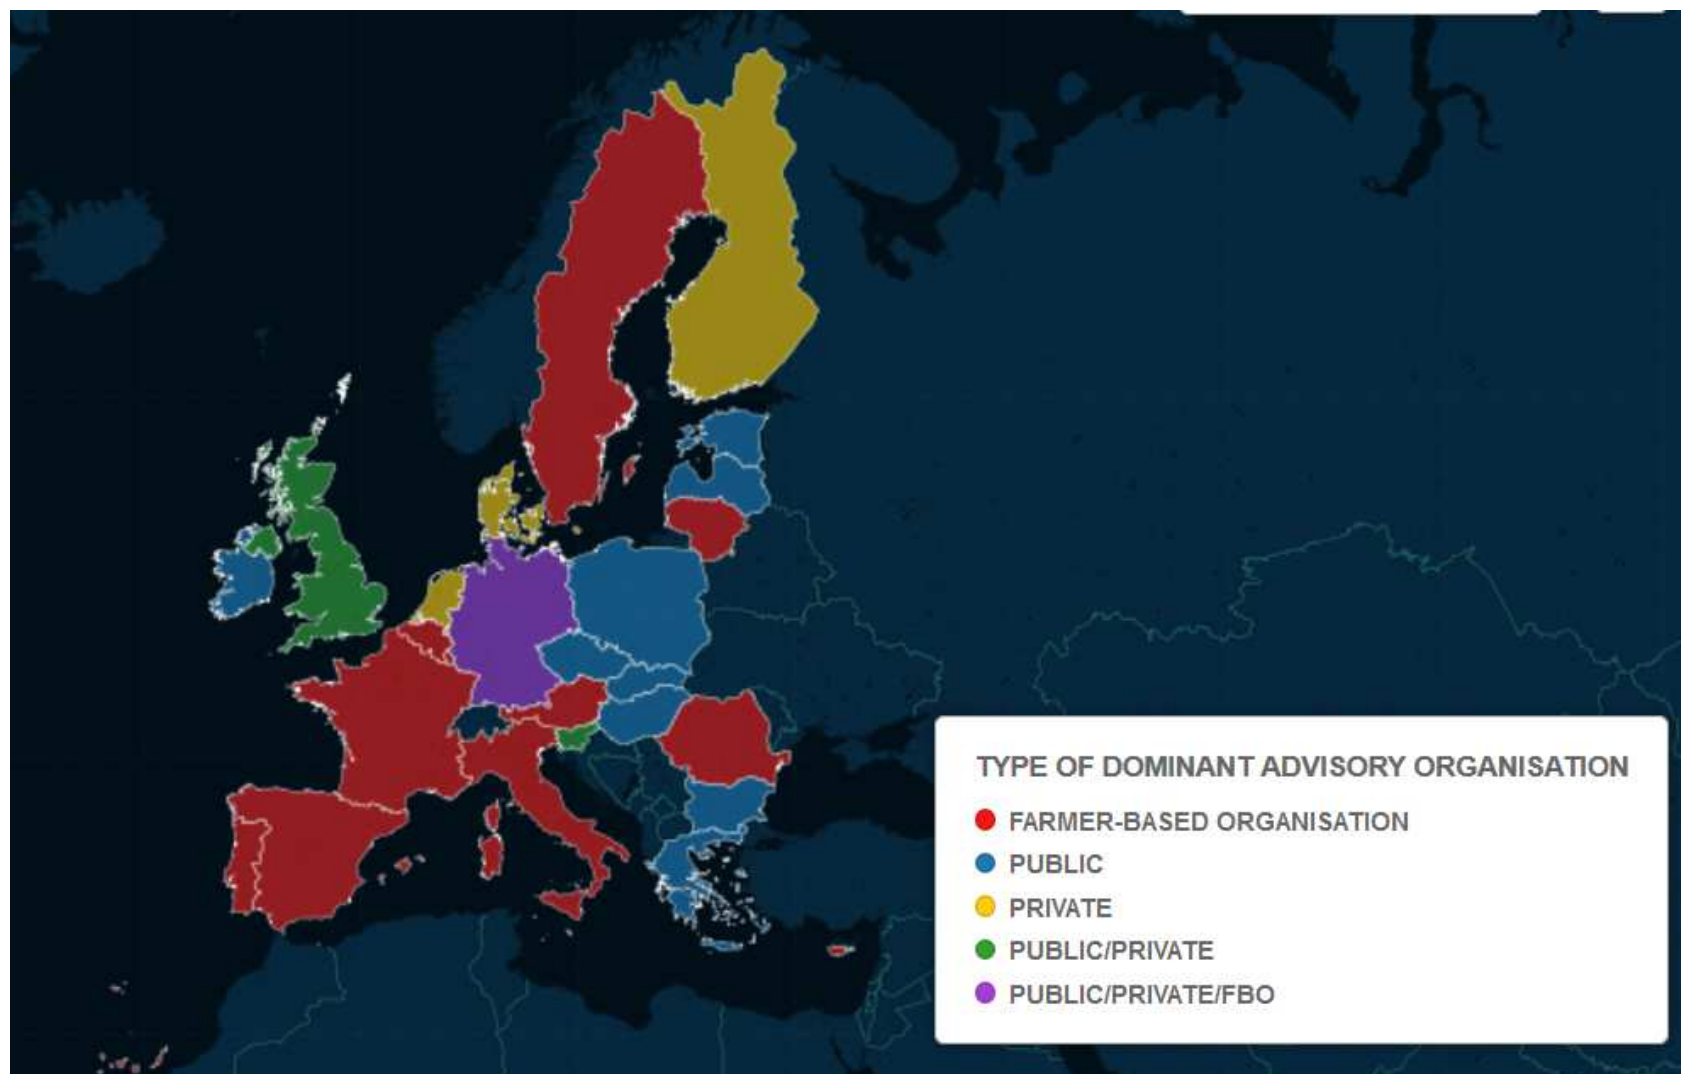 TYPE OF DOMINANT ADVISORY ORGANISATION
FARMER-BASED ORGANISATION
PUBLIC
PRIVATE
PUBLIC/PRIVATE
PUBLIC/PRIVATE/FBO